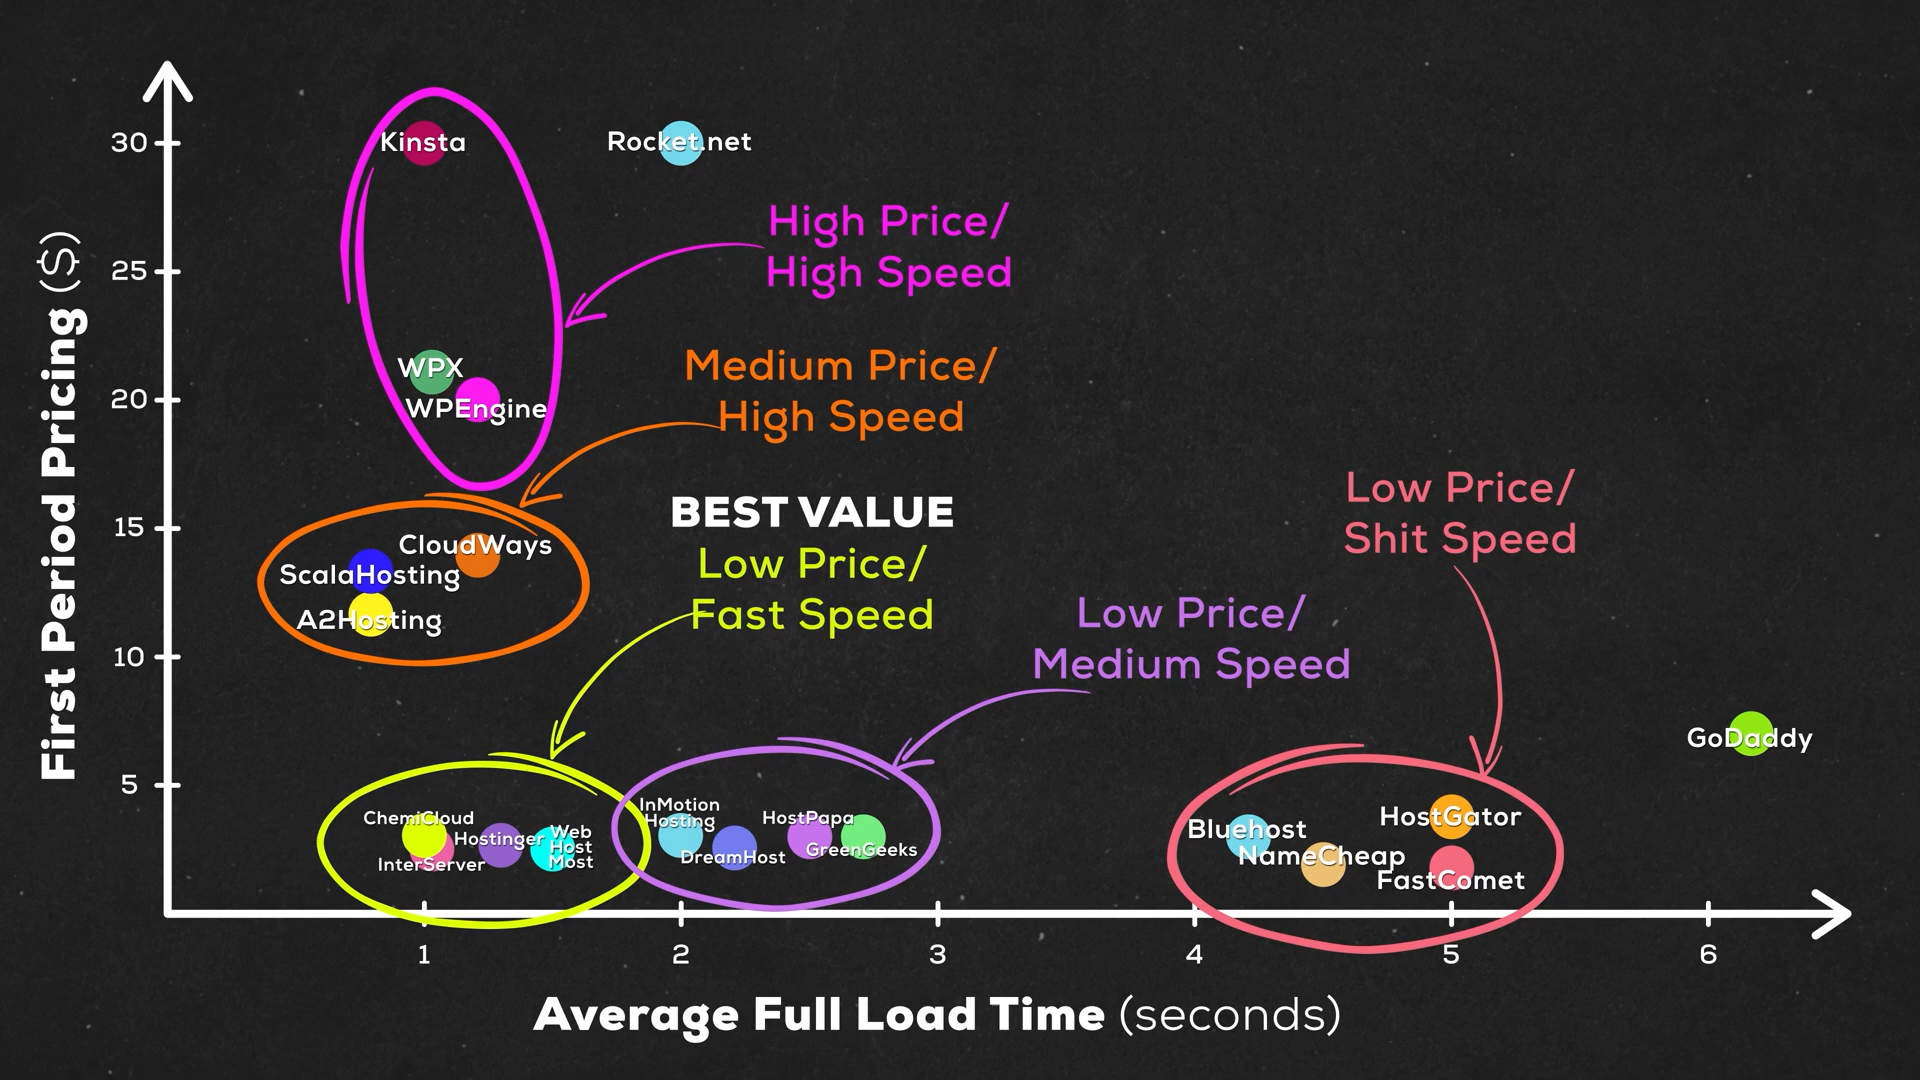 First Period Pricing ($)
30
25
20
15
10
5
Kinsta
Rocket.net
High Price/
High Speed
WPX
WPEngine
Medium Price/
High Speed
CloudWays
ScalaHosting
A2Hosting
BEST VALUE
Low Price/
Fast Speed
Low Price/
Medium Speed
Low Price/
Shit Speed
GoDaddy
ChemiCloud
InterServer
Hostinger
Web
Host
Most
InMotion
Hosting
DreamHost
HostPapa
GreenGeeks
Bluehost
NameCheap
HostGator
FastComet
1
2
3
4
5
6
Average Full Load Time (seconds)